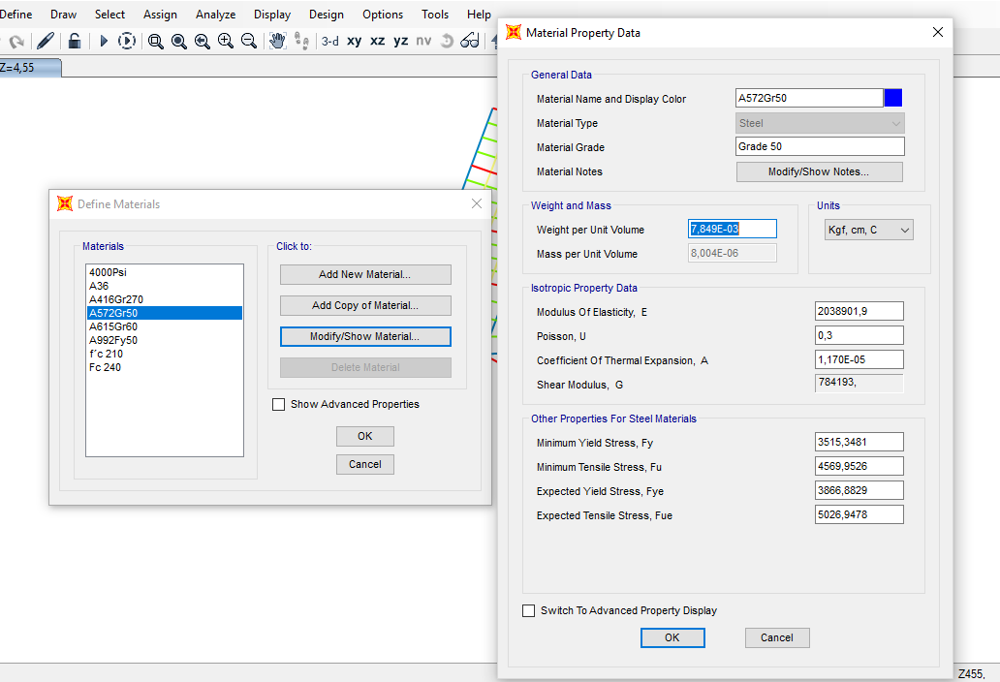 Define Draw Select Assign Analyze Display Design Options Tools Help
3-d xy xz yz nv
Z=4,55
Define Materials
Materials
4000Psi
A36
A416Gr270
A572Gr50
A615Gr60
A992Fy50
f´c 210
Fc 240
Click to:
Add New Material...
Add Copy of Material...
Modify/Show Material...
Delete Material
Show Advanced Properties
OK
Cancel
Material Property Data
General Data
Material Name and Display Color A572Gr50
Material Type Steel
Material Grade Grade 50
Material Notes Modify/Show Notes...
Weight and Mass
Weight per Unit Volume 7,849E-03
Mass per Unit Volume 8,004E-06
Units
Kgf, cm, C
Isotropic Property Data
Modulus Of Elasticity, E 2038901,9
Poisson, U 0,3
Coefficient Of Thermal Expansion, A 1,170E-05
Shear Modulus, G 784193,
Other Properties For Steel Materials
Minimum Yield Stress, Fy 3515,3481
Minimum Tensile Stress, Fu 4569,9526
Expected Yield Stress, Fye 3866,8829
Expected Tensile Stress, Fue 5026,9478
Switch To Advanced Property Display
OK Cancel
Z455,